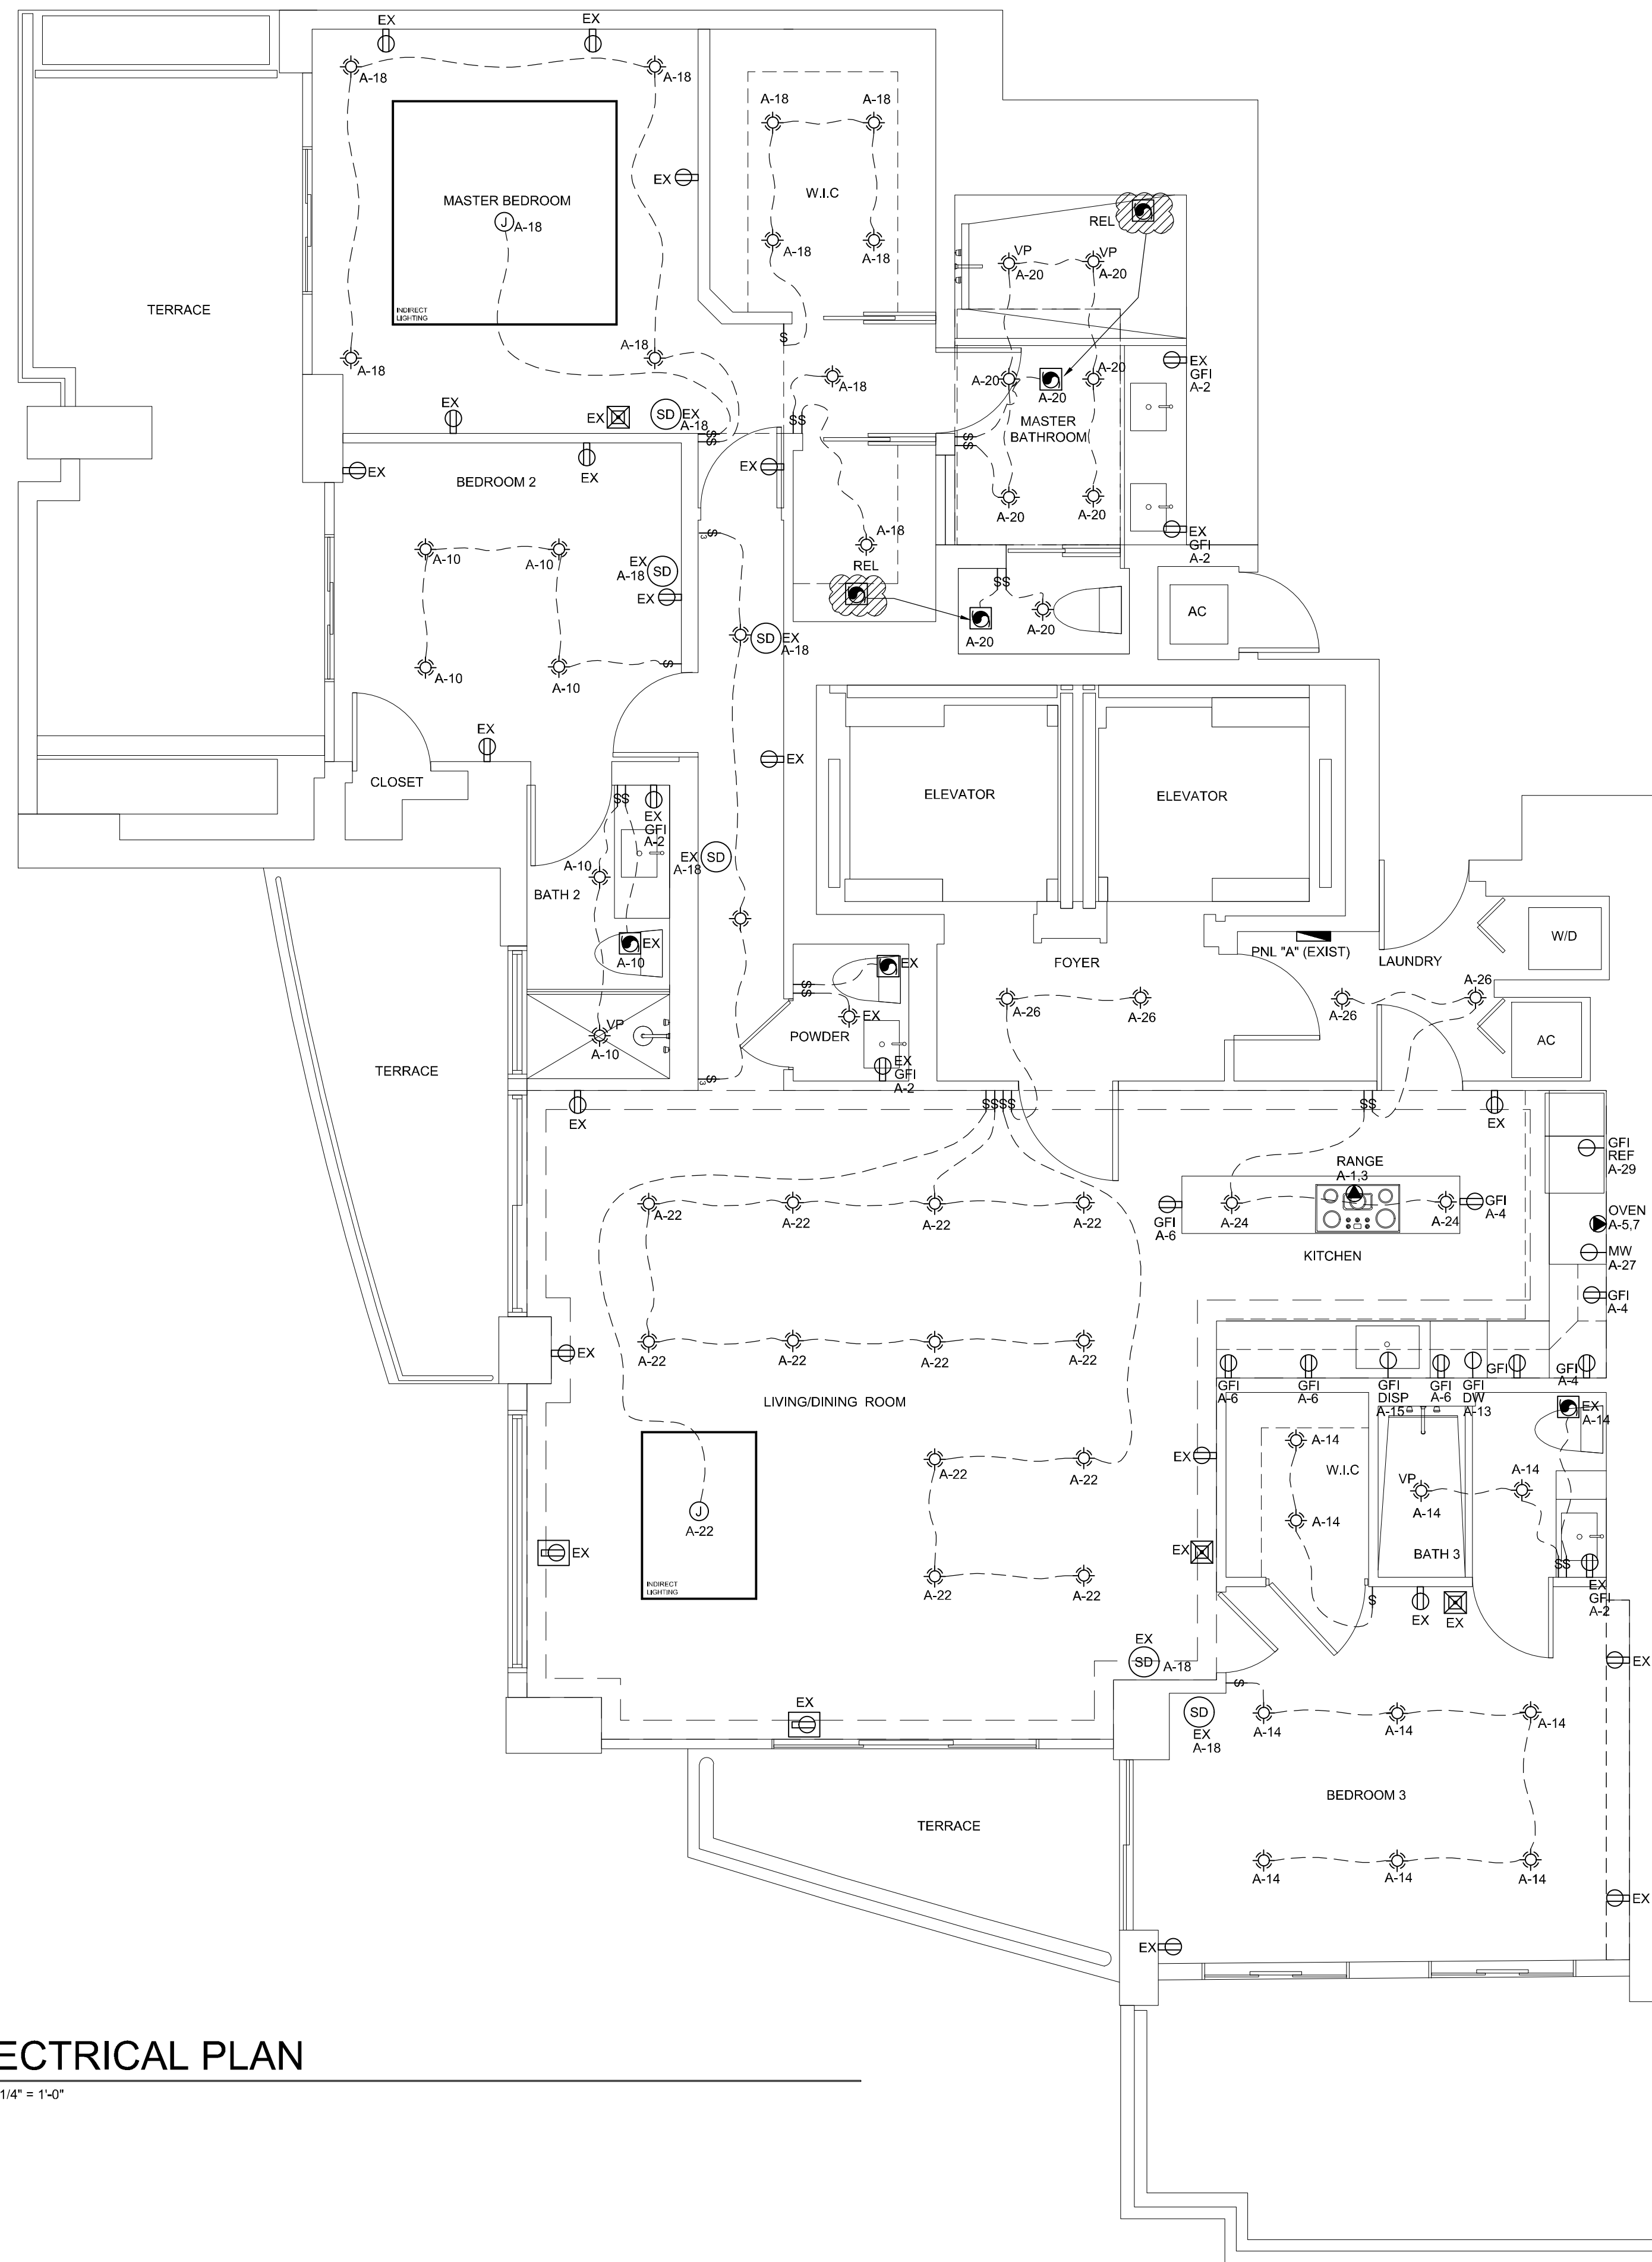 EX
EX
A-18
A-18
A-18
A-18
EX
MASTER BEDROOM
J
A-18
W.I.C
REL
INDIRECT
LIGHTING
TERRACE
A-18
A-18
VP
VP
A-20
A-20
S
A-18
A-18
A-18
A-20
A-20
A-20
EX
GFI
A-2
EX
EX
SD
EX
A-18
S
S
SS
MASTER
BATHROOM
S
S
EX
EX
EX
BEDROOM 2
A-20
A-20
EX
GFI
A-2
S3
A-18
REL
A-10
A-10
EX
A-18
SD
EX
SS
A-20
A-20
AC
SD
EX
A-18
A-10
A-10
S
EX
EX
CLOSET
ELEVATOR
ELEVATOR
SS
EX
GFI
A-2
A-10
BATH 2
EX
A-18
SD
EX
A-10
FOYER
PNL "A" (EXIST)
LAUNDRY
W/D
S
S
EX
EX
POWDER
A-26
A-26
A-26
A-26
VP
A-10
EX
GFI
A-2
AC
TERRACE
S3
EX
SSSS
SS
EX
GFI
REF
A-29
RANGE
A-1,3
A-22
A-22
A-22
A-22
GFI
A-6
A-24
A-24
GFI
A-4
OVEN
A-5,7
MW
A-27
KITCHEN
GFI
A-4
A-22
A-22
A-22
A-22
EX
LIVING/DINING ROOM
GFI
A-6
GFI
A-6
GFI
DISP
A-15
GFI
A-6
GFI
DW
A-13
GFI
GFI
A-4
EX
A-14
EX
A-14
W.I.C
VP
A-14
A-14
A-14
A-22
A-22
J
A-22
EX
EX
BATH 3
SS
EX
GFI
A-2
INDIRECT
LIGHTING
A-22
A-22
S
EX
EX
EX
SD
A-18
EX
S
SD
EX
A-18
EX
A-14
A-14
A-14
BEDROOM 3
TERRACE
A-14
A-14
A-14
EX
EX
ECTRICAL PLAN
1/4" = 1'-0"